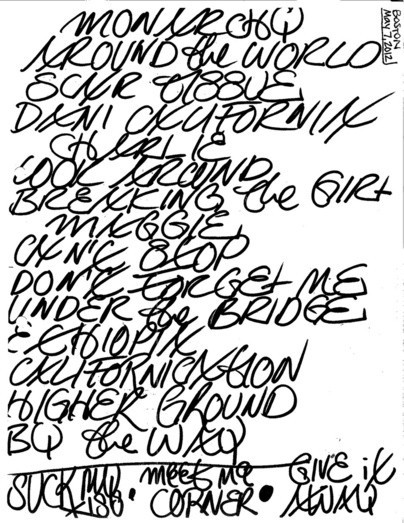 BOSTON
MAY 7, 2012
MONARCHY
AROUND the WORLD
SCAR TISSUE
DANI CALIFORNIA
CHARLIE
LOOK AROUND
BREAKING the GIRL
MAGGIE
CAN'T STOP
DON'T FORGET ME
UNDER the BRIDGE
ETHIOPIA
CALIFORNICATION
HIGHER GROUND
BY the WAY
SUCK MY KISS • MEET ME CORNER • GIVE it AWAY